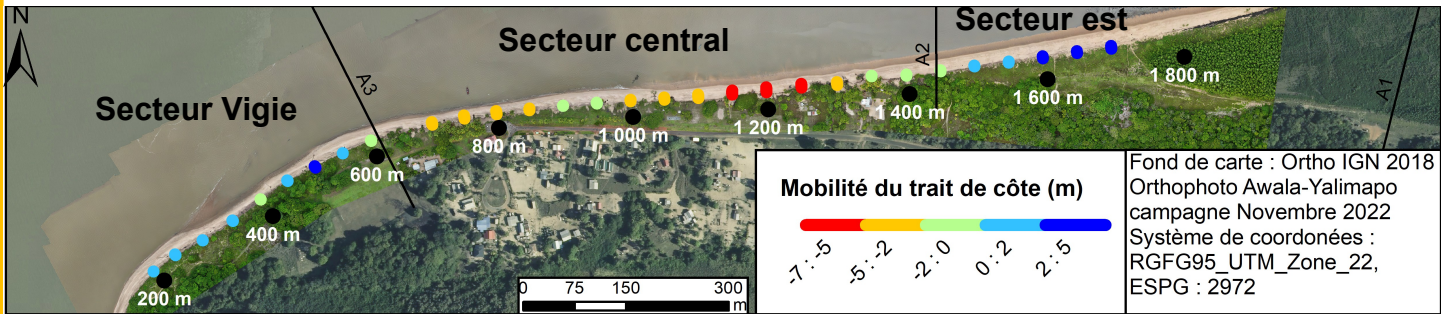 N
Secteur Vigie
Secteur central
Secteur est
A3
A2
A1
200 m
400 m
600 m
800 m
1 000 m
1 200 m
1 400 m
1 600 m
1 800 m
0 75 150 300
m
Mobilité du trait de côte (m)
-7 : -5
-5 : -2
-2 : 0
0 : 2
2 : 5
Fond de carte : Ortho IGN 2018
Orthophoto Awala-Yalimapo
campagne Novembre 2022
Système de coordonées :
RGFG95_UTM_Zone_22,
ESPG : 2972